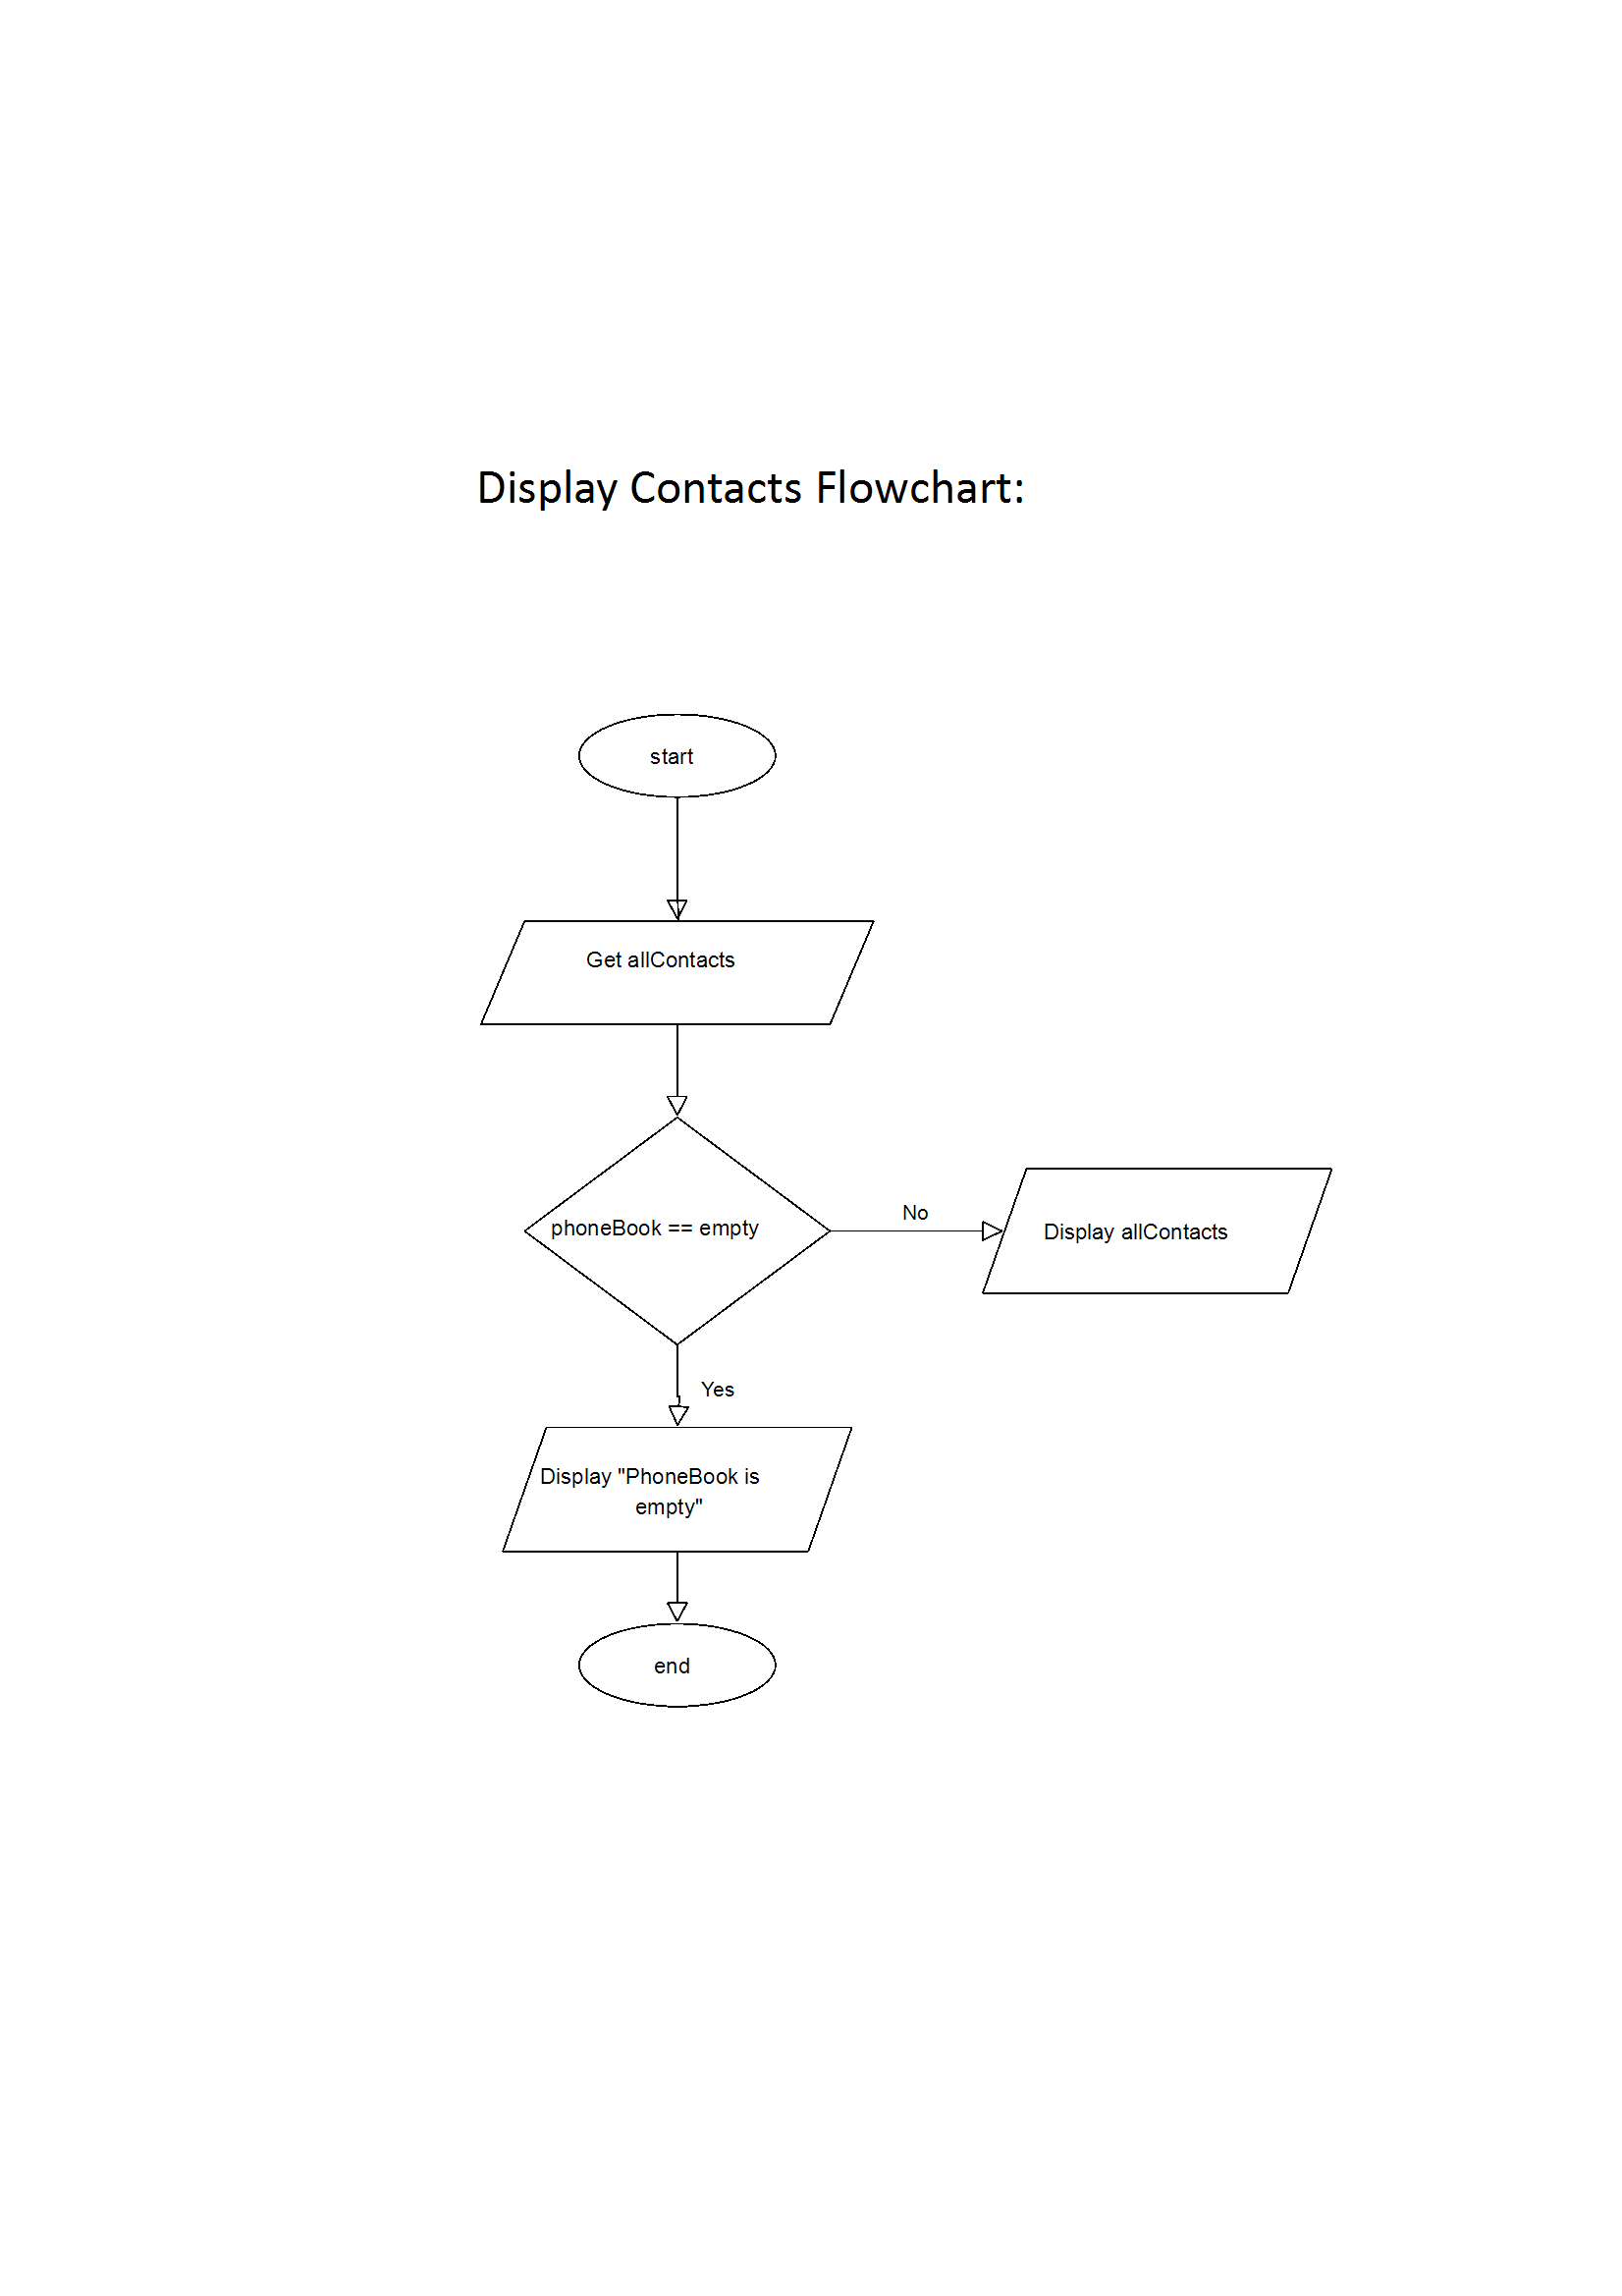 Display Contacts Flowchart:
start
Get allContacts
phoneBook == empty
No
Display allContacts
Yes
Display "PhoneBook is
empty"
end